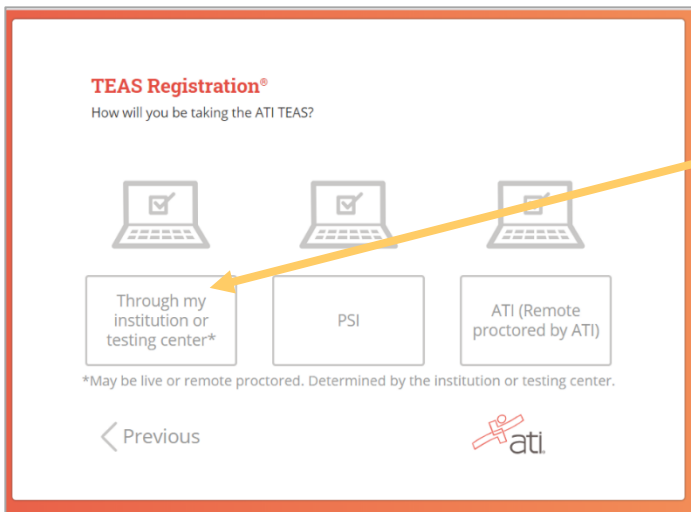 TEAS Registration®
How will you be taking the ATI TEAS?
Through my
institution or
testing center*
PSI
ATI (Remote
proctored by ATI)
*May be live or remote proctored. Determined by the institution or testing center.
Previous
ati